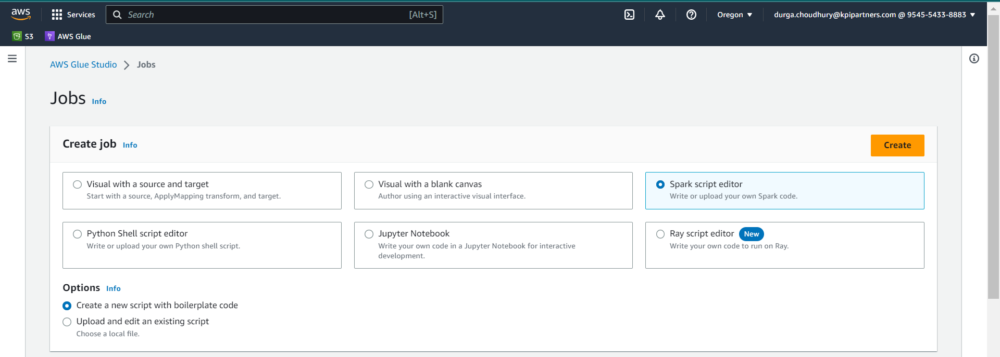 aws
Services
Search
[Alt+S]
Oregon
durga.choudhury@kpipartners.com @ 9545-5433-8883
S3
AWS Glue
AWS Glue Studio
Jobs
Jobs Info
Create job Info
Create
Visual with a source and target
Start with a source, ApplyMapping transform, and target.
Visual with a blank canvas
Author using an interactive visual interface.
Spark script editor
Write or upload your own Spark code.
Python Shell script editor
Write or upload your own Python shell script.
Jupyter Notebook
Write your own code in a Jupyter Notebook for interactive
development.
Ray script editor New
Write your own code to run on Ray.
Options Info
Create a new script with boilerplate code
Upload and edit an existing script
Choose a local file.